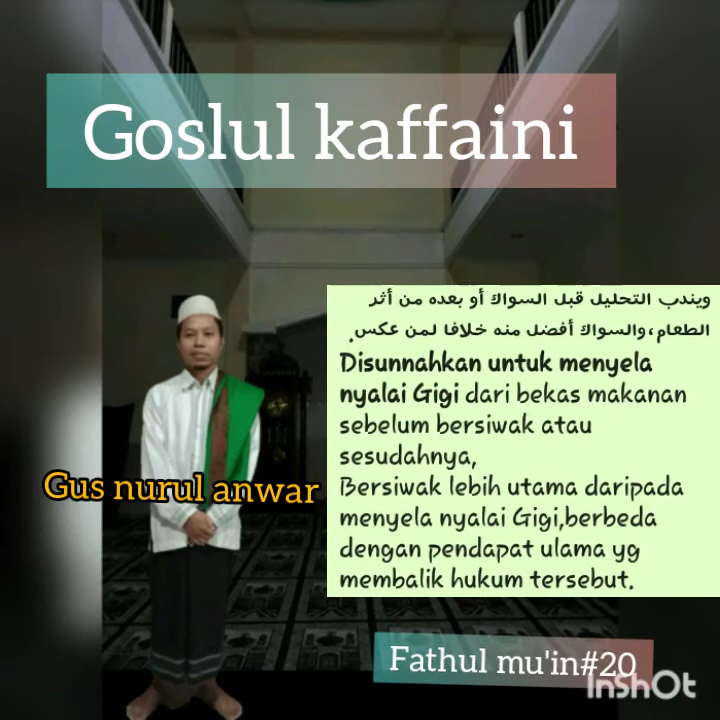 Goslul kaffaini
ويندب التحليل قبل السواك أو بعده من أثر
الطعام،والسواك أفضل منه خلافا لمن عكس.
Disunnahkan untuk menyela
nyalai Gigi dari bekas makanan
sebelum bersiwak atau
sesudahnya,
Bersiwak lebih utama daripada
menyela nyalai Gigi,berbeda
dengan pendapat ulama yg
membalik hukum tersebut.
Gus nurul anwar
Fathul mu'in#20
InShOt